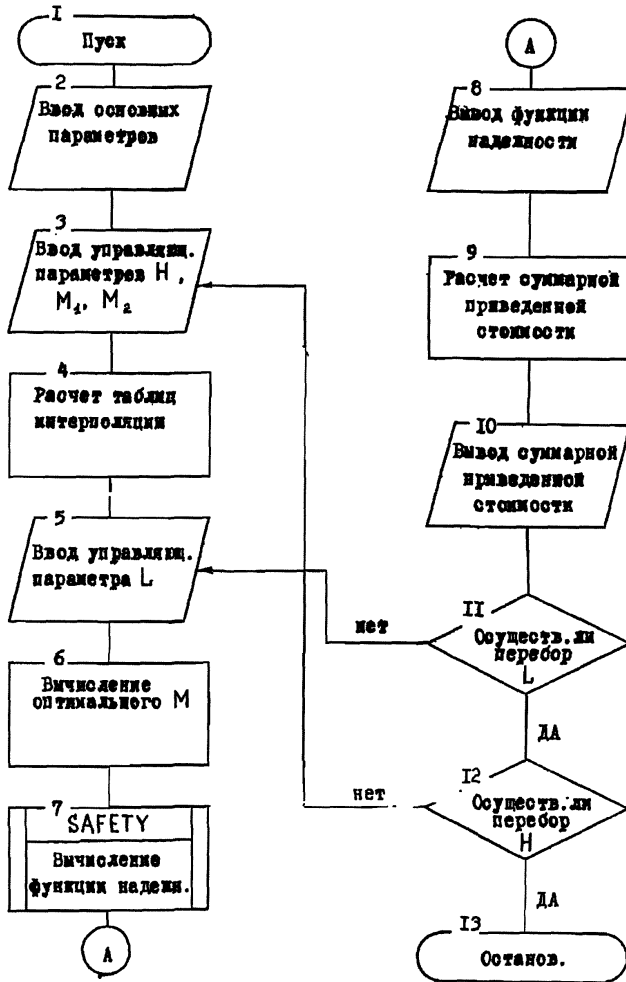 I
Пуск
2
Ввод основных
параметров
3
Ввод управляющ.
параметров H,
M₁, M₂
4
Расчет таблиц
интерполяции
5
Ввод управляющ.
параметра L
6
Вычисление
оптимального M
7
SAFETY
Вычисление
функции надежн.
A
A
8
Вывод функции
надежности
9
Расчет суммарной
приведенной
стоимости
IO
Вывод суммарной
приведенной
стоимости
II
Осуществ.ли
перебор
L
нет
ДА
I2
Осуществ.ли
перебор
H
нет
ДА
I3
Останов.